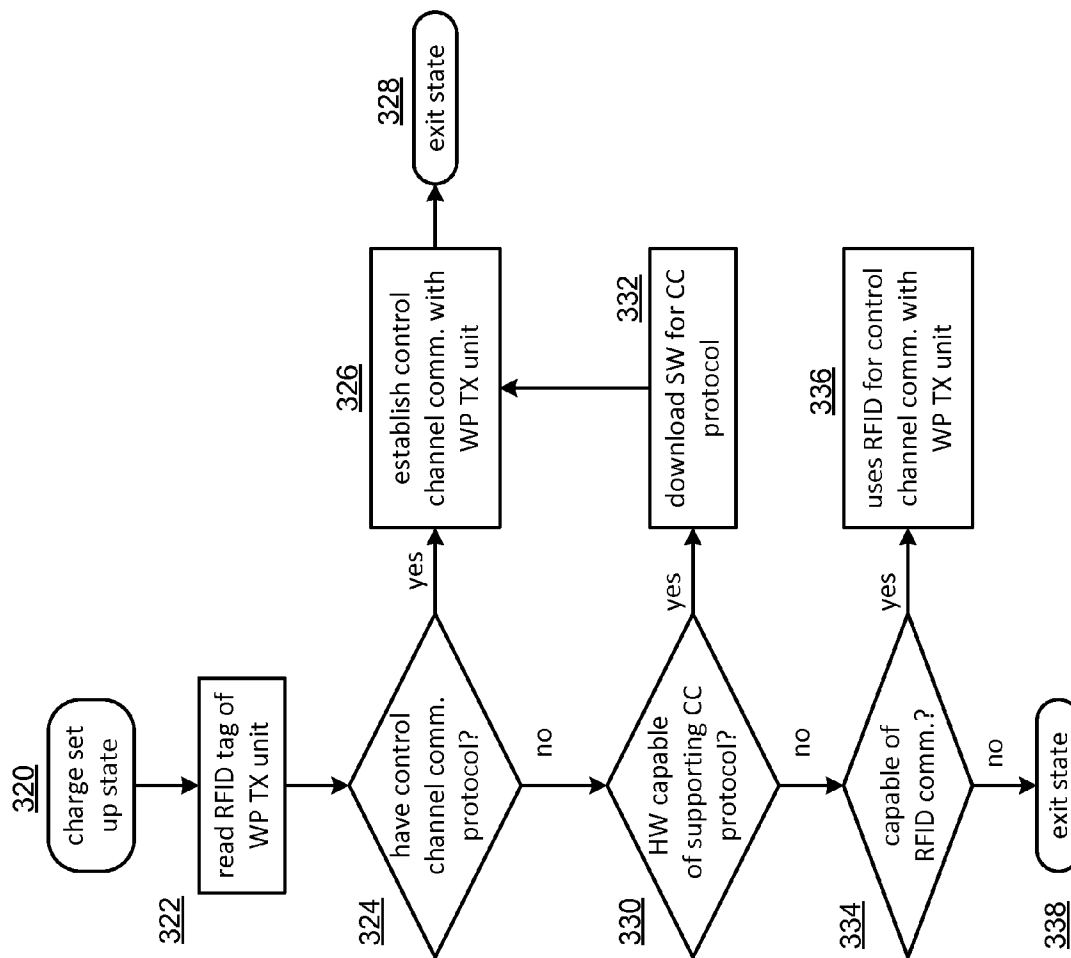 320
charge set
up state
322
read RFID tag of
WP TX unit
324
have control
channel comm.
protocol?
yes
no
326
establish control
channel comm. with
WP TX unit
328
exit state
330
HW capable
of supporting CC
protocol?
yes
no
332
download SW for CC
protocol
334
capable of
RFID comm.?
yes
no
336
uses RFID for control
channel comm. with
WP TX unit
338
exit state